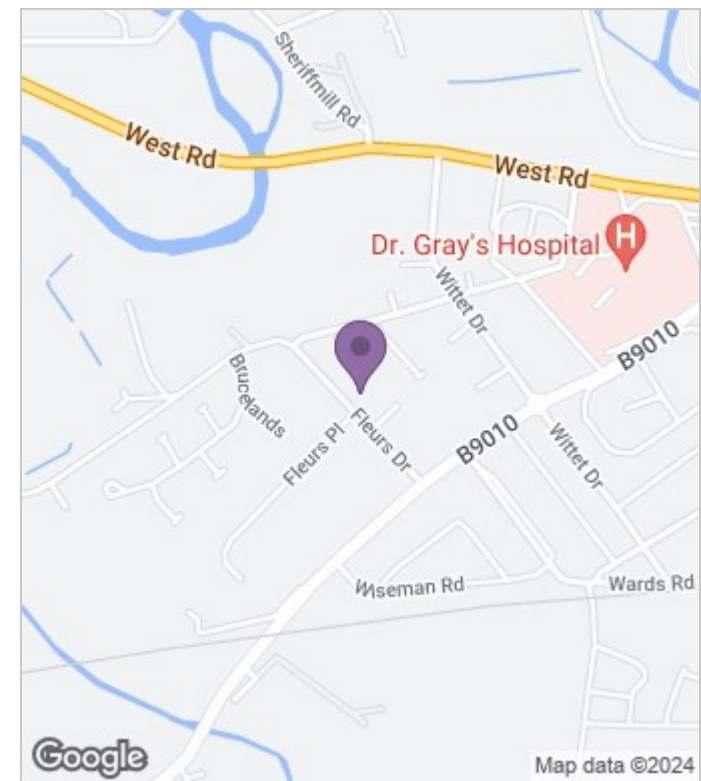 Sheriffmill Rd
West Rd
West Rd
Dr. Gray's Hospital
H
Wittet Dr
B9010
Brucelands
Fleurs Pl
Fleurs Dr
B9010
Wittet Dr
Wiseman Rd
Wards Rd
Google
Map data ©2024